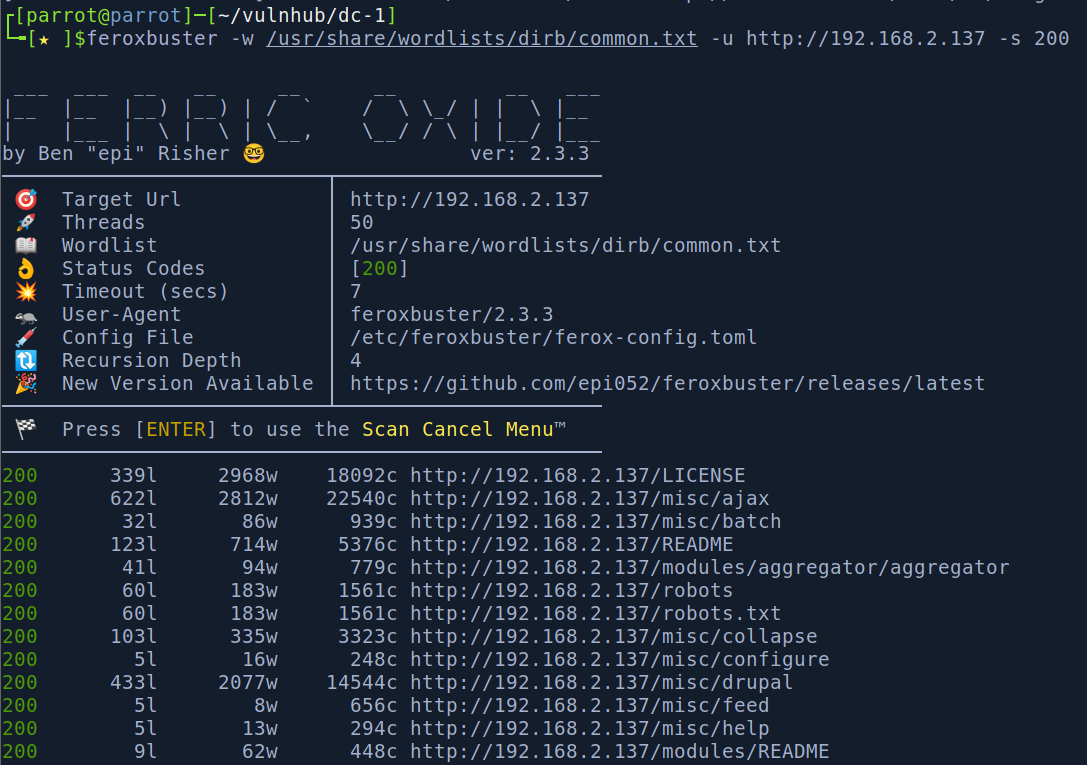 ┌[parrot@parrot]─[~/vulnhub/dc-1]
└╼[★ ]$feroxbuster -w /usr/share/wordlists/dirb/common.txt -u http://192.168.2.137 -s 200
FERRIC OXIDE
by Ben "epi" Risher 🤓 ver: 2.3.3
🎯 Target Url │ http://192.168.2.137
🚀 Threads │ 50
📖 Wordlist │ /usr/share/wordlists/dirb/common.txt
👌 Status Codes │ [200]
💥 Timeout (secs) │ 7
🦡 User-Agent │ feroxbuster/2.3.3
💉 Config File │ /etc/feroxbuster/ferox-config.toml
🔃 Recursion Depth │ 4
🎉 New Version Available │ https://github.com/epi052/feroxbuster/releases/latest
🏁 Press [ENTER] to use the Scan Cancel Menu™
200 339l 2968w 18092c http://192.168.2.137/LICENSE
200 622l 2812w 22540c http://192.168.2.137/misc/ajax
200 32l 86w 939c http://192.168.2.137/misc/batch
200 123l 714w 5376c http://192.168.2.137/README
200 41l 94w 779c http://192.168.2.137/modules/aggregator/aggregator
200 60l 183w 1561c http://192.168.2.137/robots
200 60l 183w 1561c http://192.168.2.137/robots.txt
200 103l 335w 3323c http://192.168.2.137/misc/collapse
200 5l 16w 248c http://192.168.2.137/misc/configure
200 433l 2077w 14544c http://192.168.2.137/misc/drupal
200 5l 8w 656c http://192.168.2.137/misc/feed
200 5l 13w 294c http://192.168.2.137/misc/help
200 9l 62w 448c http://192.168.2.137/modules/README